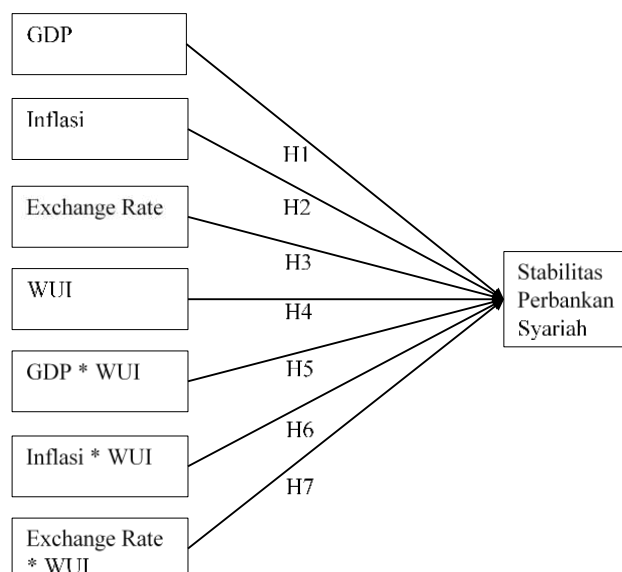 GDP
Inflasi
H1
Exchange Rate
H2
H3
Stabilitas
Perbankan
Syariah
WUI
H4
GDP * WUI
H5
Inflasi * WUI
H6
H7
Exchange Rate
* WUI